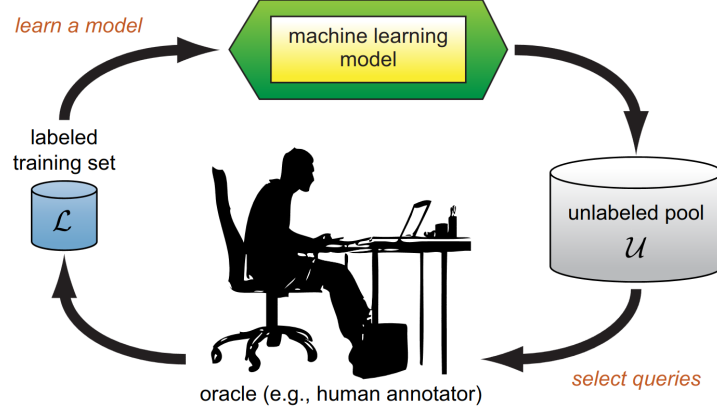 learn a model
machine learning
model
labeled
training set
ℒ
unlabeled pool
𝒰
oracle (e.g., human annotator)
select queries